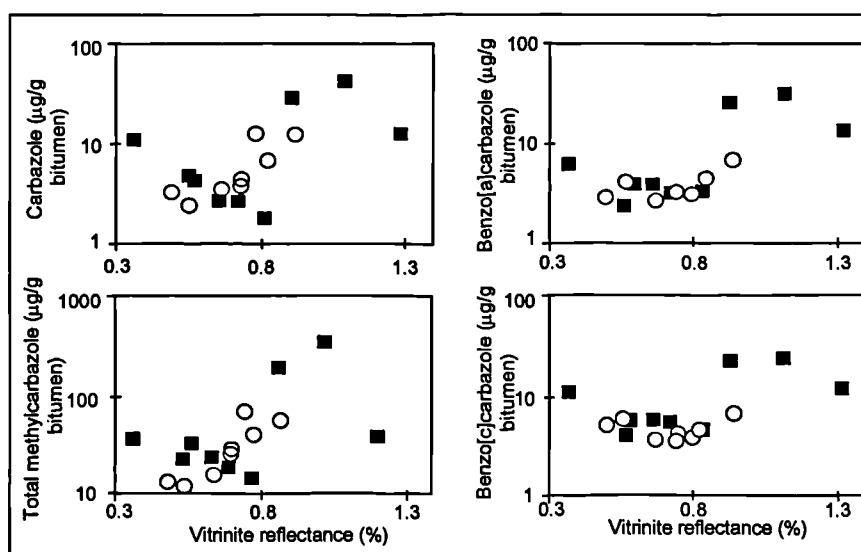 Carbazole (µg/g
bitumen)
100
10
1
0.3 0.8 1.3
Benzo[a]carbazole (µg/g
bitumen)
100
10
1
0.3 0.8 1.3
Total methylcarbazole (µg/g
bitumen)
1000
100
10
0.3 0.8 1.3
Vitrinite reflectance (%)
Benzo[c]carbazole (µg/g
bitumen)
100
10
1
0.3 0.8 1.3
Vitrinite reflectance (%)